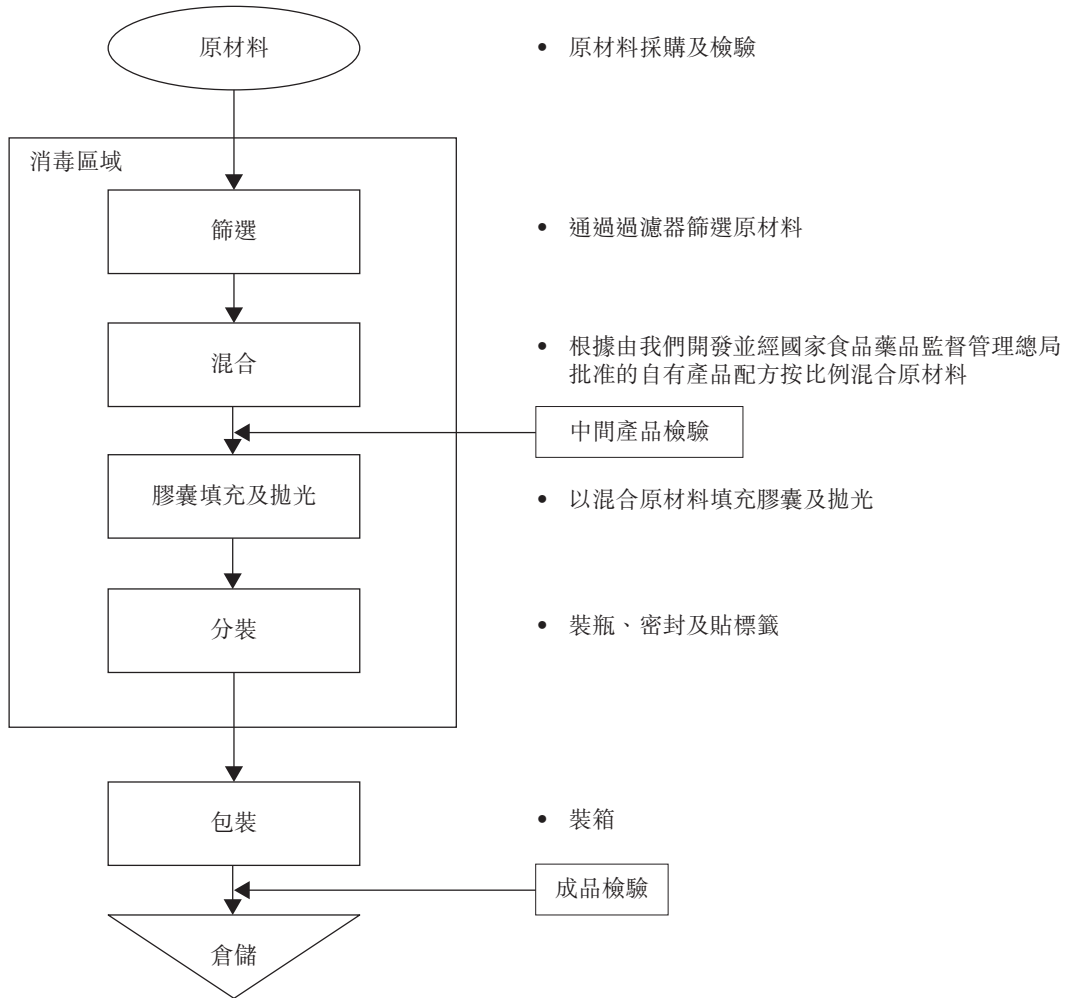 原材料
• 原材料採購及檢驗
消毒區域
篩選
• 通過過濾器篩選原材料
混合
• 根據由我們開發並經國家食品藥品監督管理總局
批准的自有產品配方按比例混合原材料
中間產品檢驗
膠囊填充及拋光
• 以混合原材料填充膠囊及拋光
分裝
• 裝瓶、密封及貼標籤
包裝
• 裝箱
成品檢驗
倉儲